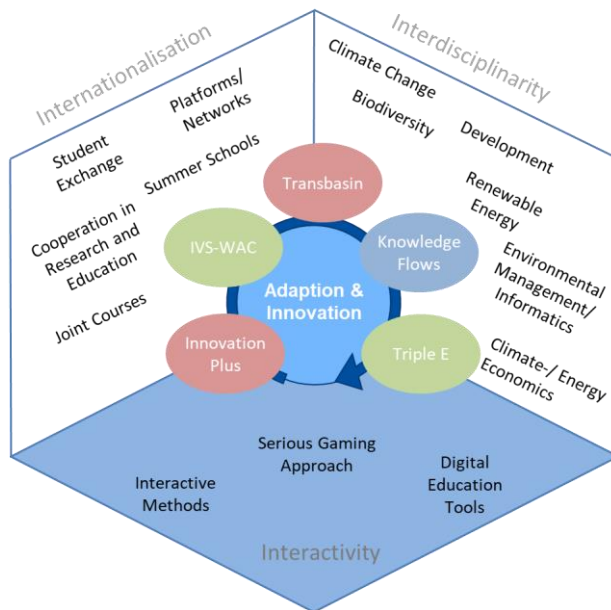 Internationalisation
Platforms/
Networks
Student
Exchange
Summer Schools
Cooperation in
Research and
Education
Joint Courses
Interdisciplinarity
Climate Change
Biodiversity
Development
Renewable
Energy
Environmental
Management/
Informatics
Climate-/ Energy
Economics
Transbasin
IVS-WAC
Knowledge
Flows
Adaption &
Innovation
Innovation
Plus
Triple E
Serious Gaming
Approach
Interactive
Methods
Digital
Education
Tools
Interactivity